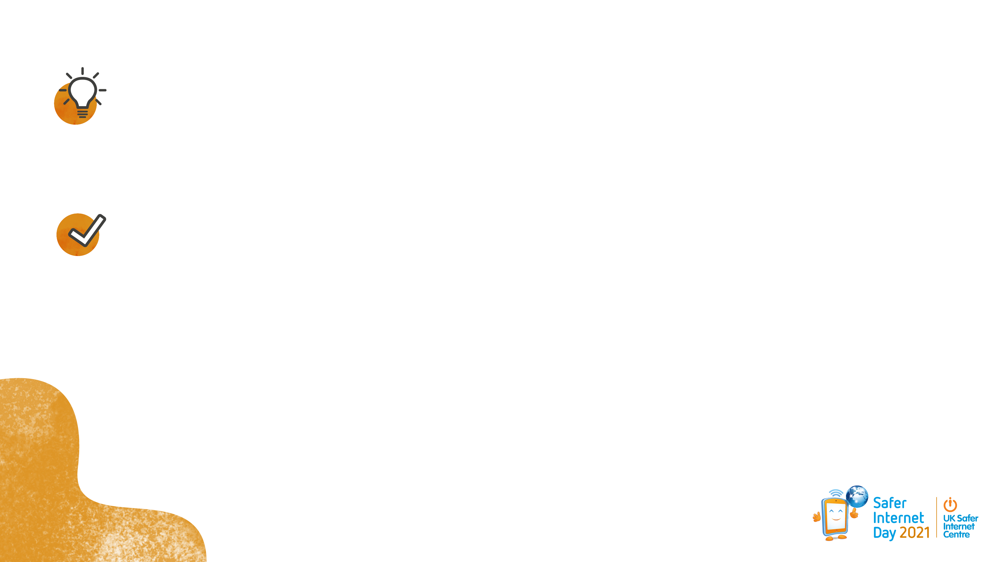 Safer
Internet
Day 2021
UK Safer
Internet
Centre